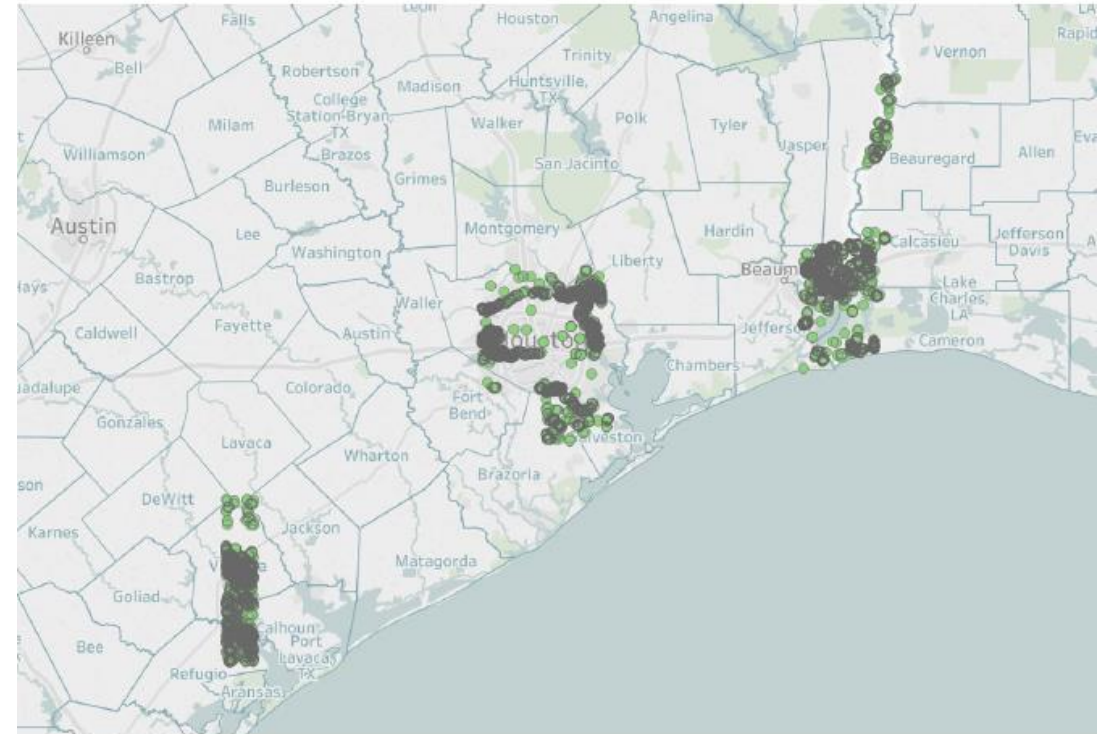 Falls
Houston
Angelina
Killeen
Bell
Robertson
Trinity
Vernon
Madison
Huntsville,
TX
College
Station-Bryan,
TX
Milam
Walker
Polk
Tyler
Jasper
Williamson
Brazos
San Jacinto
Beauregard
Allen
Burleson
Grimes
Austin
Lee
Montgomery
Hardin
Calcasieu
Jefferson
Davis
Washington
Liberty
Bastrop
Hays
Waller
Lake
Charles,
LA
Caldwell
Fayette
Austin
Cameron
Chambers
Colorado
Fort
Bend
Gonzales
Lavaca
Wharton
Brazoria
DeWitt
Karnes
Jackson
Matagorda
Goliad
Calhoun
Port
Lavaca,
TX
Bee
Refugio
Aransas